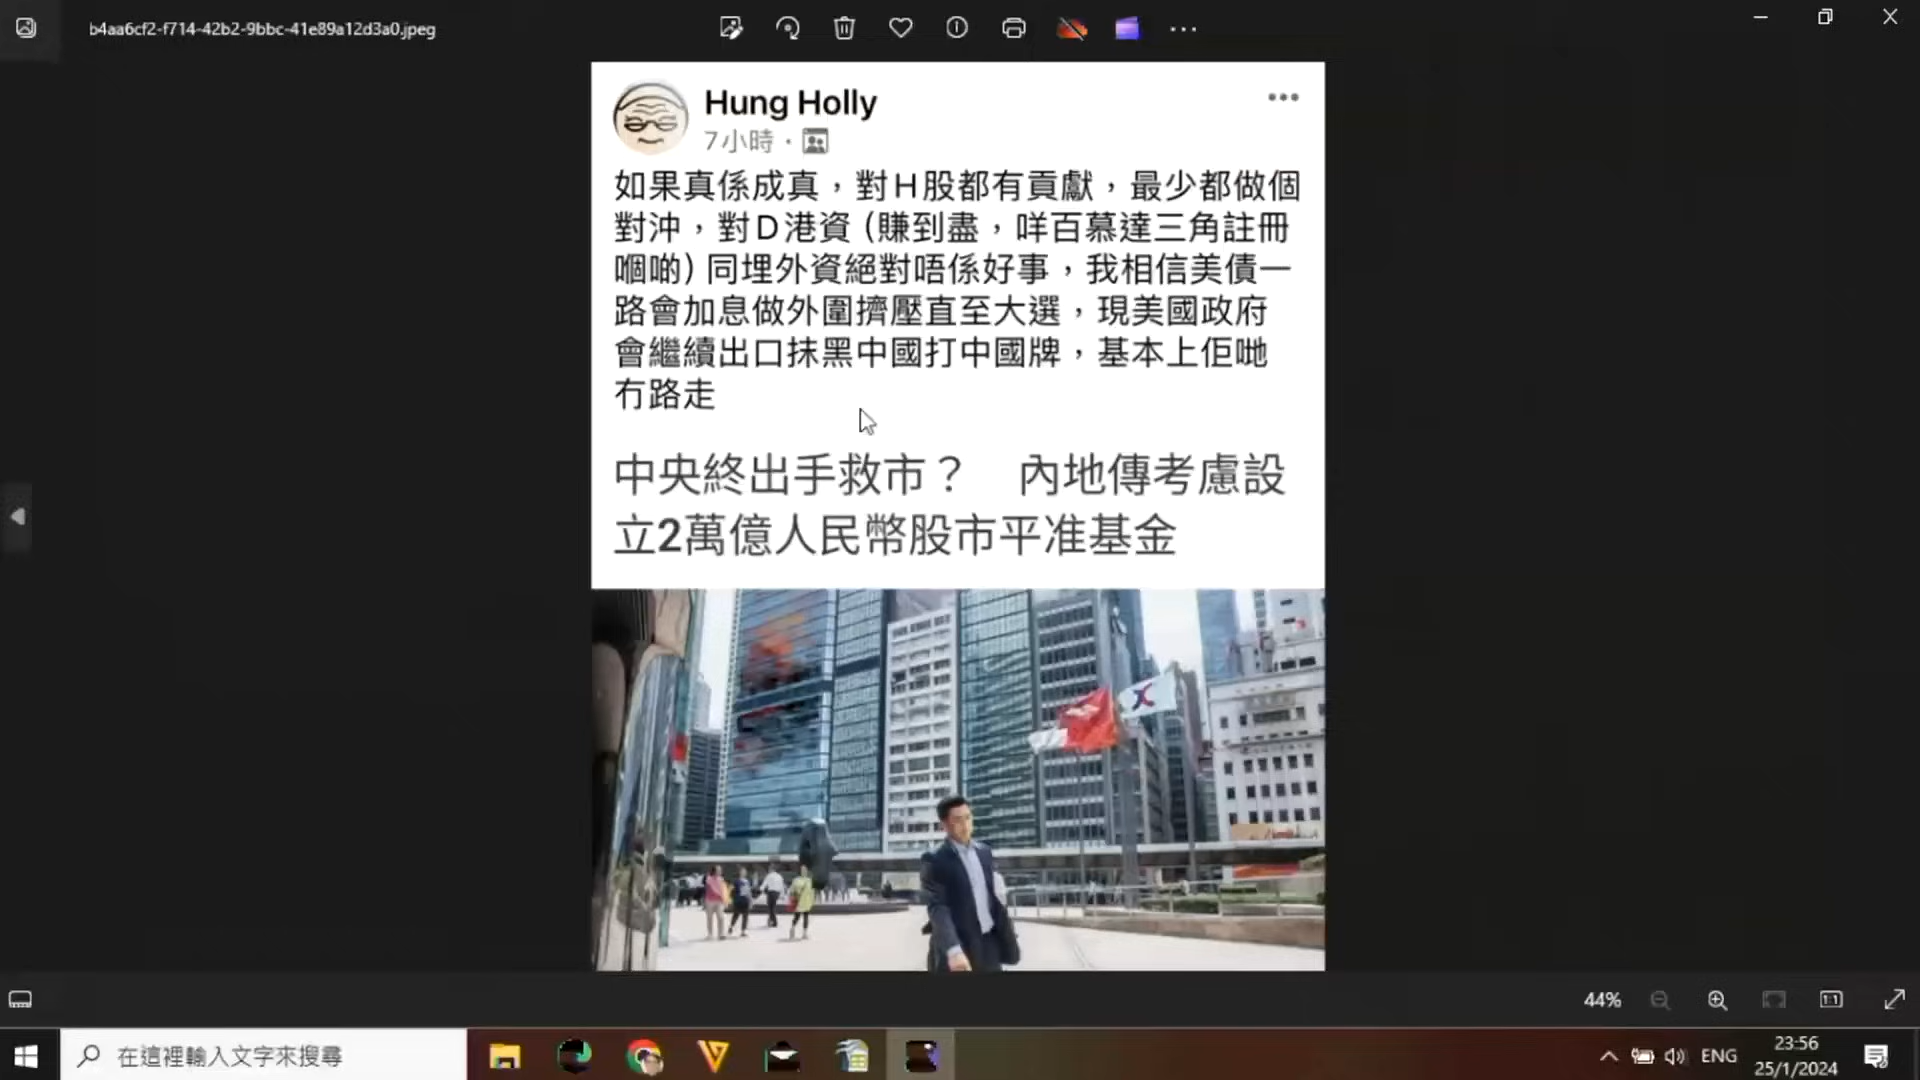 b4aa6cf2-f714-42b2-9bbc-41e89a12d3a0.jpeg
Hung Holly
7小時 ·
如果真係成真，對H股都有貢獻，最少都做個
對沖，對D港資 (賺到盡，咩百慕達三角註冊
嗰啲) 同埋外資絕對唔係好事，我相信美債一
路會加息做外圍擠壓直至大選，現美國政府
會繼續出口抹黑中國打中國牌，基本上佢哋
冇路走
中央終出手救市？　內地傳考慮設
立2萬億人民幣股市平准基金
44%
在這裡輸入文字來搜尋
ENG
23:56
25/1/2024